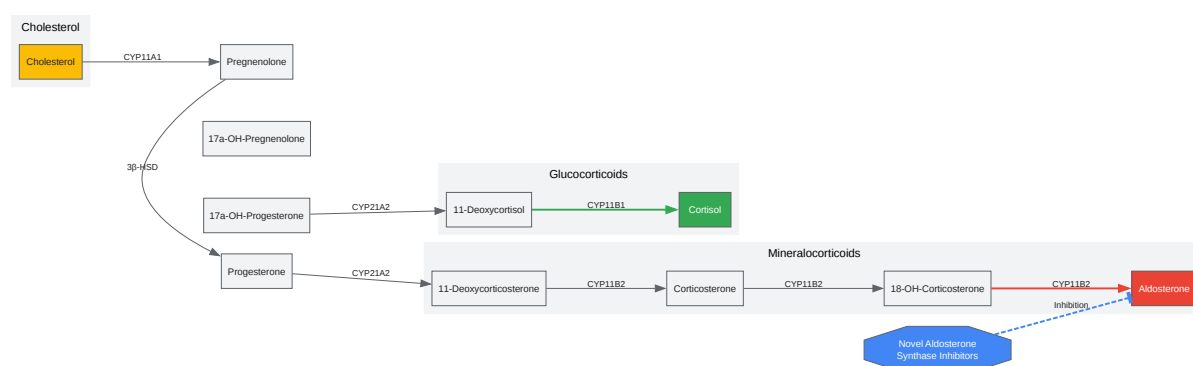 Cholesterol
Cholesterol
CYP11A1
Pregnenolone
17a-OH-Pregnenolone
3β-HSD
Glucocorticoids
17a-OH-Progesterone
CYP21A2
11-Deoxycortisol
CYP11B1
Cortisol
Mineralocorticoids
Progesterone
CYP21A2
11-Deoxycorticosterone
CYP11B2
Corticosterone
CYP11B2
18-OH-Corticosterone
CYP11B2
Aldosterone
Inhibition
Novel Aldosterone
Synthase Inhibitors